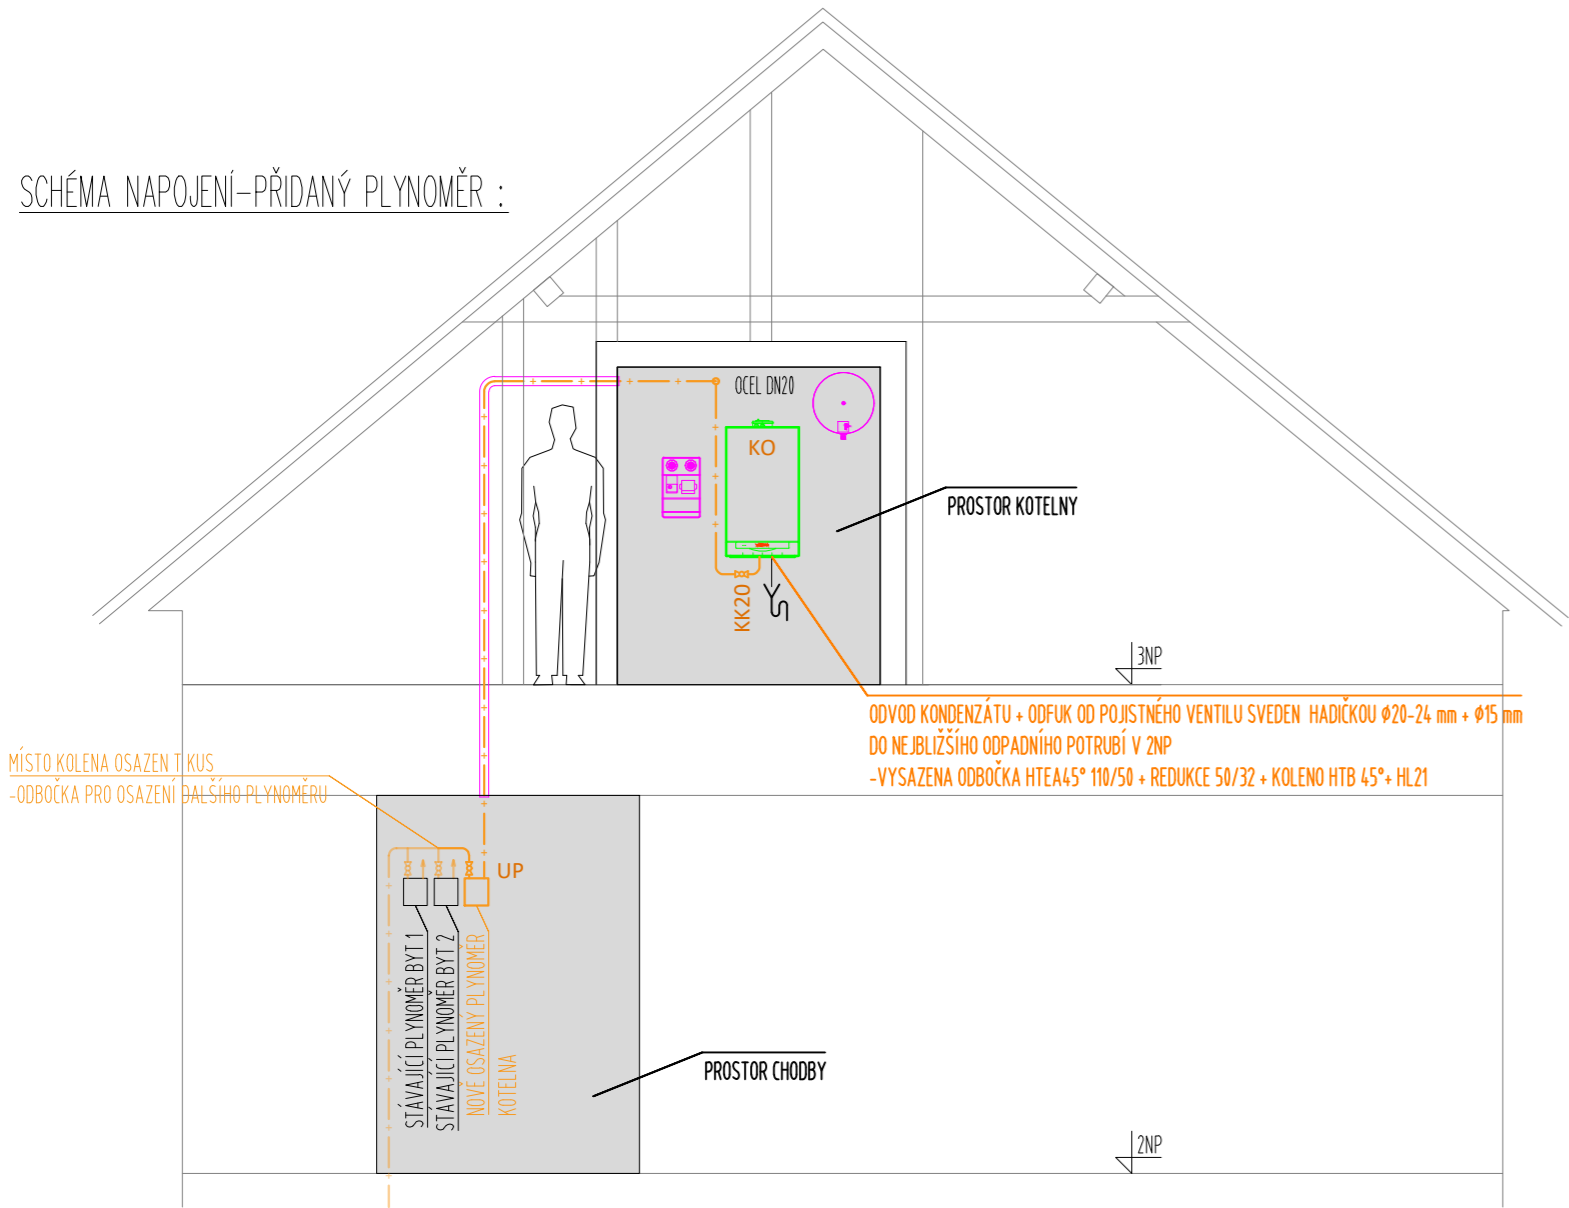 SCHÉMA NAPOJENÍ-PŘIDANÝ PLYNOMĚR :
OCEL DN20
KO
PROSTOR KOTELNY
KK20
3NP
ODVOD KONDENZÁTU + ODFUK OD POJISTNÉHO VENTILU SVEDEN HADIČKOU ϕ20-24 mm + ϕ15 mm
DO NEJBLIŽŠÍHO ODPADNÍHO POTRUBÍ V 2NP
-VYSAZENA ODBOČKA HTEA45° 110/50 + REDUKCE 50/32 + KOLENO HTB 45°+ HL21
MÍSTO KOLENA OSAZEN T KUS
-ODBOČKA PRO OSAZENÍ DALŠÍHO PLYNOMĚRU
UP
STÁVAJÍCÍ PLYNOMĚR BYT 1
STÁVAJÍCÍ PLYNOMĚR BYT 2
NOVĚ OSAZENÝ PLYNOMĚR
KOTELNA
PROSTOR CHODBY
2NP